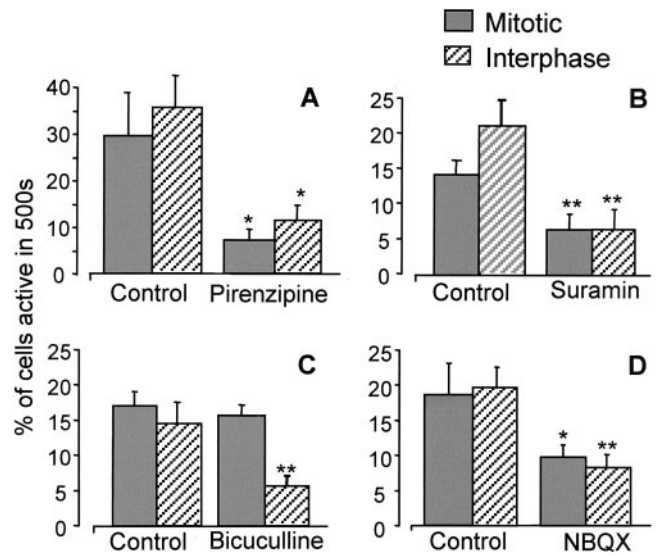 Mitotic
Interphase
% of cells active in 500s
A
40
30
20
10
0
*
*
Control Pirenzipine
B
25
20
15
10
5
0
**
**
Control Suramin
C
25
20
15
10
5
0
**
Control Bicuculline
D
25
20
15
10
5
0
*
**
Control NBQX